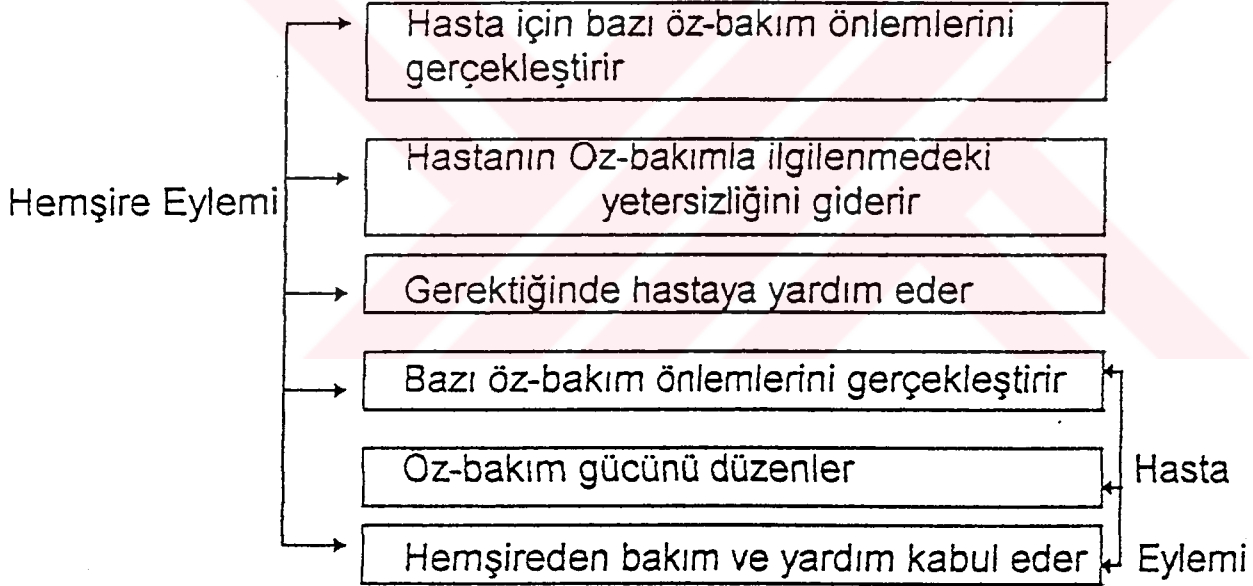 Hasta için bazı öz-bakım önlemlerini
gerçekleştirir
Hastanın Oz-bakımla ilgilenmedeki
yetersizliğini giderir
Hemşire Eylemi
Gerektiğinde hastaya yardım eder
Bazı öz-bakım önlemlerini gerçekleştirir
Oz-bakım gücünü düzenler
Hasta
Hemşireden bakım ve yardım kabul eder
Eylemi